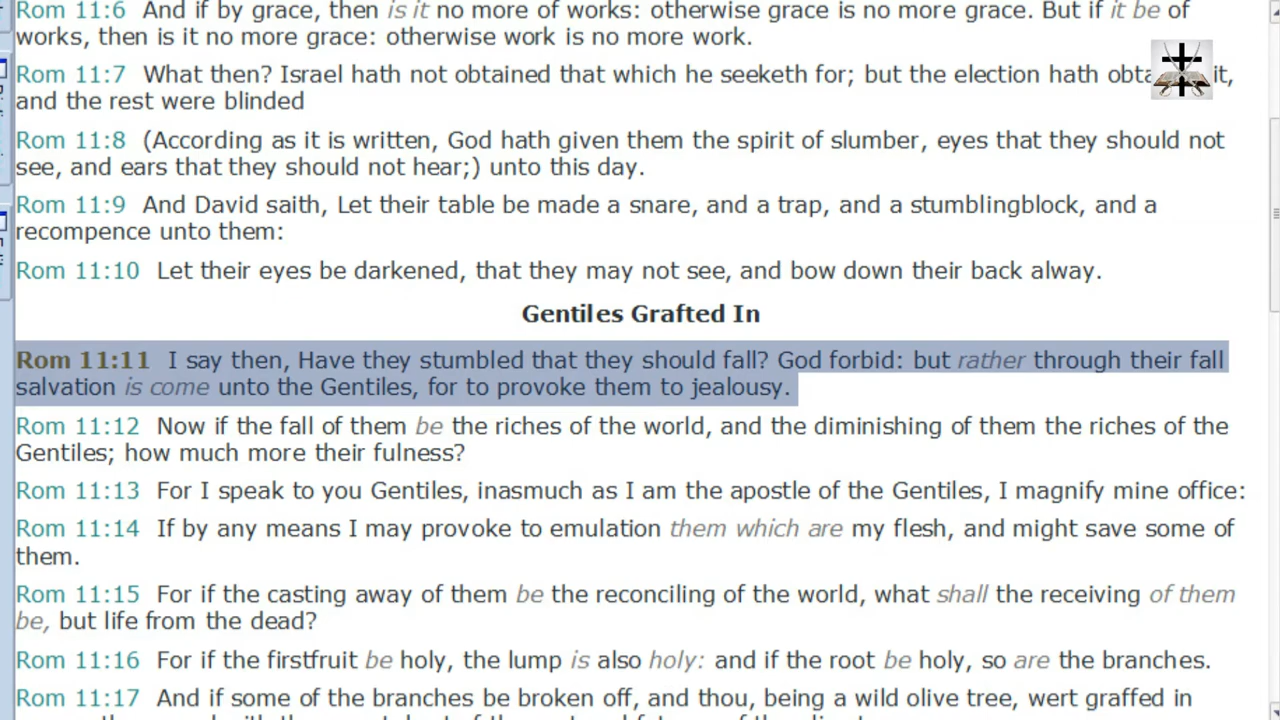 Rom 11:6 And if by grace, then is it no more of works: otherwise grace is no more grace. But if it be of
works, then is it no more grace: otherwise work is no more work.
Rom 11:7 What then? Israel hath not obtained that which he seeketh for; but the election hath it,
and the rest were blinded
Rom 11:8 (According as it is written, God hath given them the spirit of slumber, eyes that they should not
see, and ears that they should not hear;) unto this day.
Rom 11:9 And David saith, Let their table be made a snare, and a trap, and a stumblingblock, and a
recompence unto them:
Rom 11:10 Let their eyes be darkened, that they may not see, and bow down their back alway.
Gentiles Grafted In
Rom 11:11 I say then, Have they stumbled that they should fall? God forbid: but rather through their fall
salvation is come unto the Gentiles, for to provoke them to jealousy.
Rom 11:12 Now if the fall of them be the riches of the world, and the diminishing of them the riches of the
Gentiles; how much more their fulness?
Rom 11:13 For I speak to you Gentiles, inasmuch as I am the apostle of the Gentiles, I magnify mine office:
Rom 11:14 If by any means I may provoke to emulation them which are my flesh, and might save some of
them.
Rom 11:15 For if the casting away of them be the reconciling of the world, what shall the receiving of them
be, but life from the dead?
Rom 11:16 For if the firstfruit be holy, the lump is also holy: and if the root be holy, so are the branches.
Rom 11:17 And if some of the branches be broken off, and thou, being a wild olive tree, wert graffed in